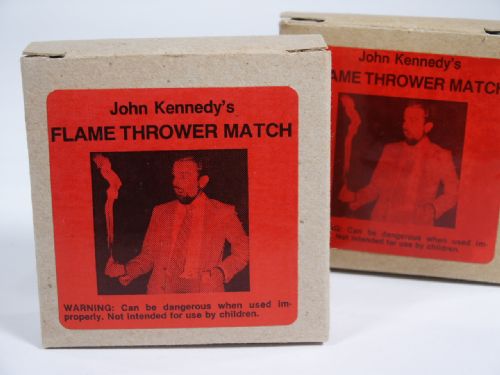 John Kennedy's
FLAME THROWER MATCH
WARNING: Can be dangerous when used im-
properly. Not intended for use by children.
John Kennedy's
AME THROWER MATCH
G: Can be dangerous when used im-
Not intended for use by children.